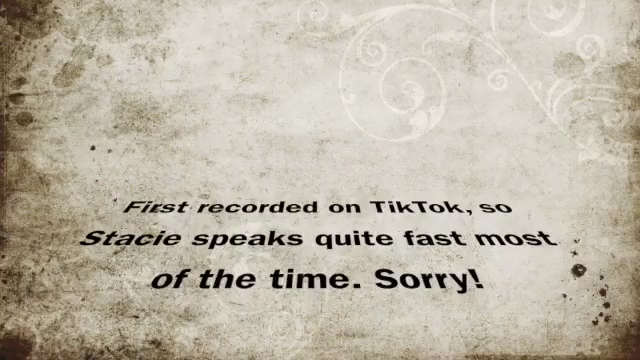 First recorded on TikTok, so
Stacie speaks quite fast most
of the time. Sorry!